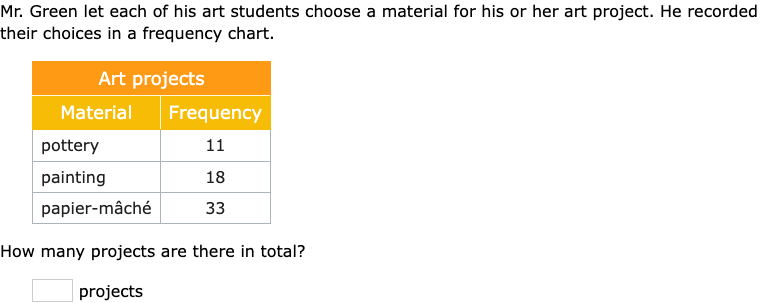 Mr. Green let each of his art students choose a material for his or her art project. He recorded
their choices in a frequency chart.
Art projects
Material Frequency
pottery 11
painting 18
papier-mâché 33
How many projects are there in total?
projects